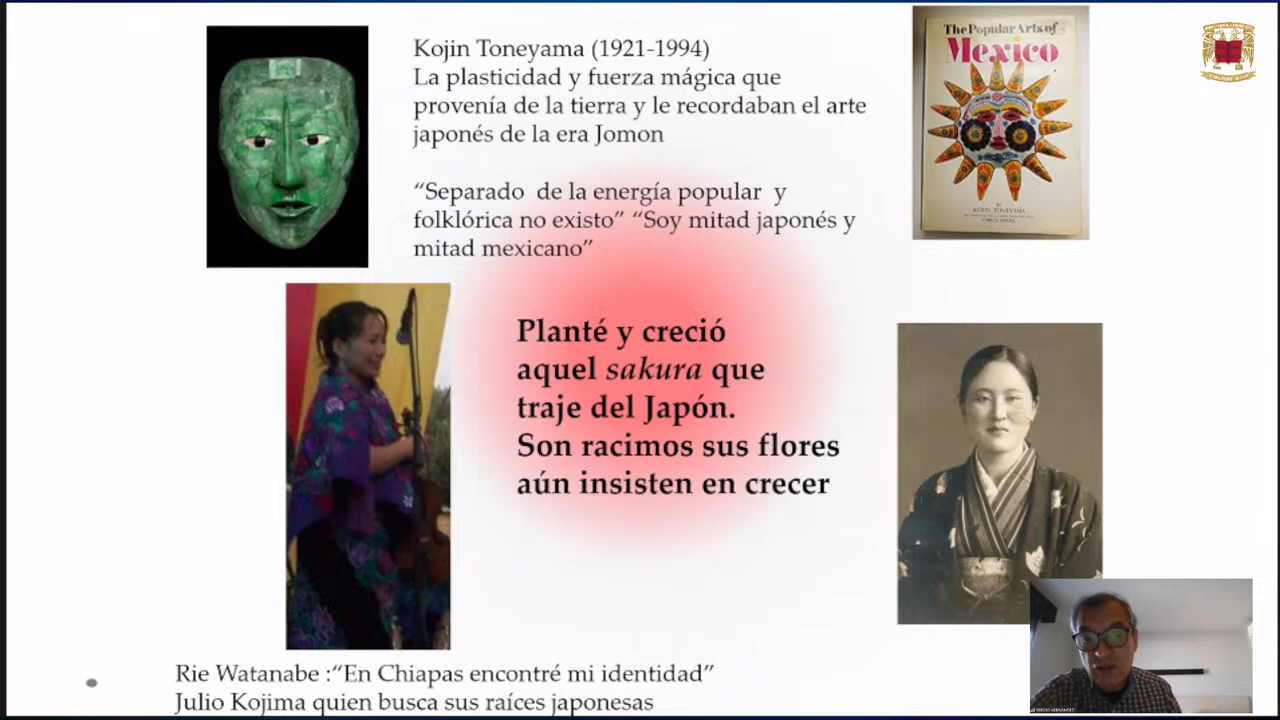 Kojin Toneyama (1921-1994)
La plasticidad y fuerza mágica que
provenía de la tierra y le recordaban el arte
japonés de la era Jomon
“Separado de la energía popular y
folklórica no existo” “Soy mitad japonés y
mitad mexicano”
The Popular Arts of
Mexico
BY
KOJIN TONEYAMA
Planté y creció
aquel sakura que
traje del Japón.
Son racimos sus flores
aún insisten en crecer
Rie Watanabe :“En Chiapas encontré mi identidad”
Julio Kojima quien busca sus raíces japonesas